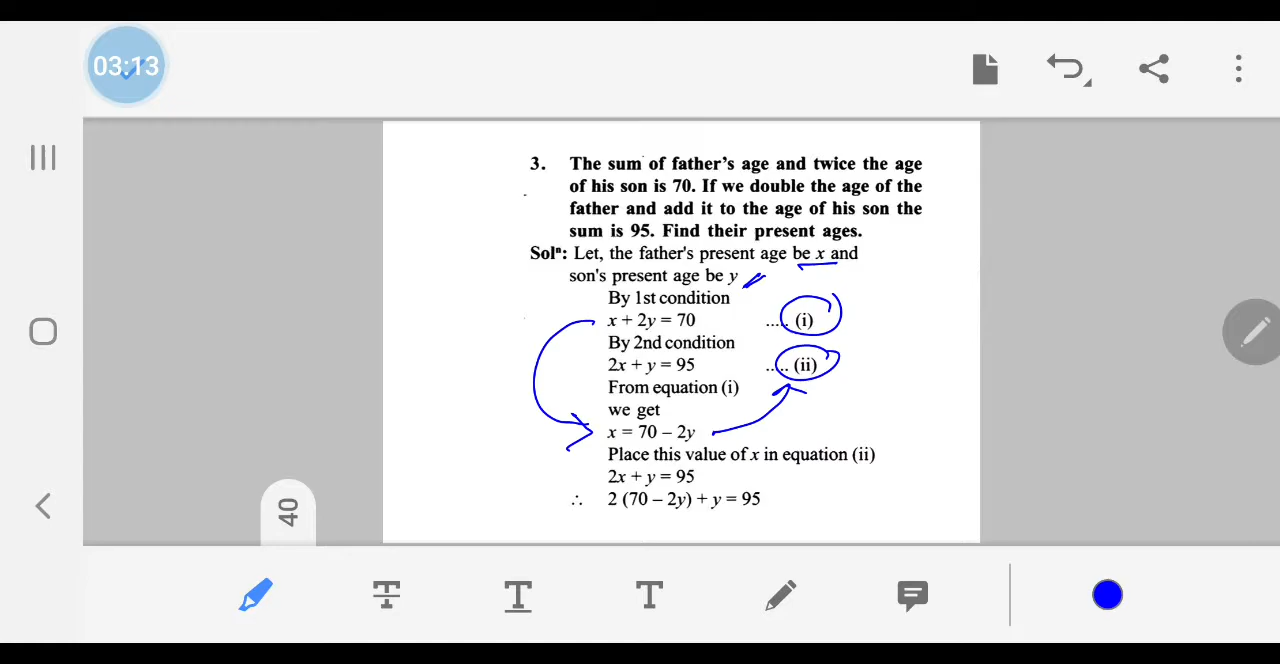 03:13
3. The sum of father's age and twice the age
of his son is 70. If we double the age of the
father and add it to the age of his son the
sum is 95. Find their present ages.
Solⁿ: Let, the father's present age be x and
son's present age be y
By 1st condition
x + 2y = 70 ..... (i)
By 2nd condition
2x + y = 95 ..... (ii)
From equation (i)
we get
x = 70 – 2y
Place this value of x in equation (ii)
2x + y = 95
∴ 2 (70 – 2y) + y = 95
40
T T T